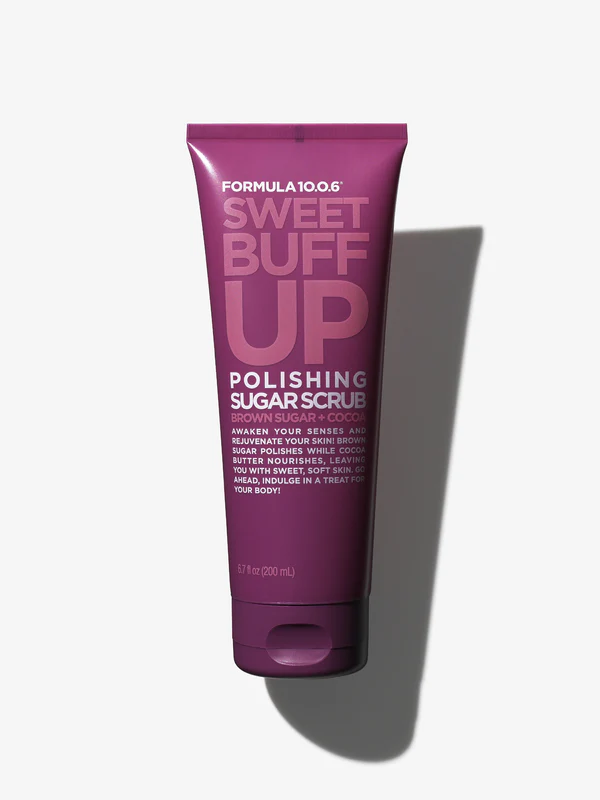 FORMULA 10.0.6®
SWEET
BUFF
UP
POLISHING
SUGAR SCRUB
BROWN SUGAR + COCOA
AWAKEN YOUR SENSES AND
REJUVENATE YOUR SKIN! BROWN
SUGAR POLISHES WHILE COCOA
BUTTER NOURISHES, LEAVING
YOU WITH SWEET, SOFT SKIN. GO
AHEAD, INDULGE IN A TREAT FOR
YOUR BODY!
6.7 fl oz (200 mL)